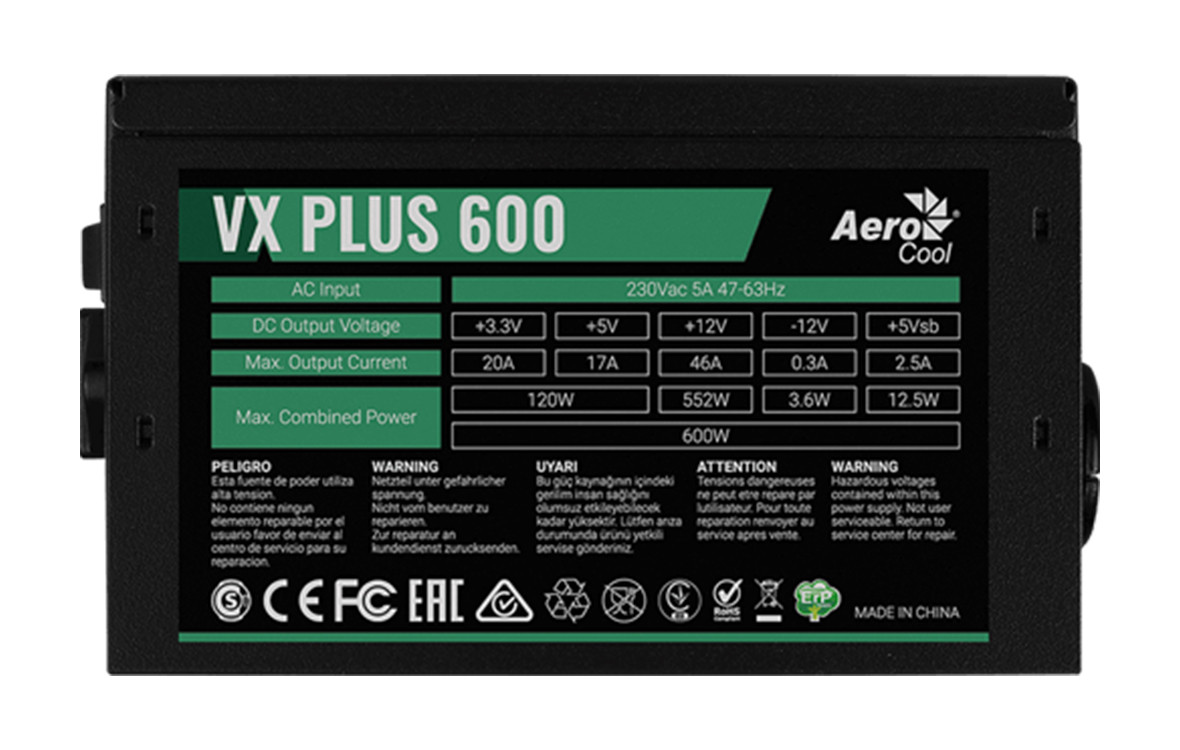 VX PLUS 600
Aero
Cool
AC Input 230Vac 5A 47-63Hz
DC Output Voltage +3.3V +5V +12V -12V +5Vsb
Max. Output Current 20A 17A 46A 0.3A 2.5A
Max. Combined Power 120W 552W 3.6W 12.5W
600W
PELIGRO
Esta fuente de poder utiliza
alta tension.
No contiene ningun
elemento reparable por el
usuario favor de enviar al
centro de servicio para su
reparacion.
WARNING
Netzteil unter gefahrlicher
spannung.
Nicht vom benutzer zu
reparieren.
Zur reparatur an
kundendienst zurucksenden.
UYARI
Bu güç kaynağının içindeki
gerilim insan sağlığını
olumsuz etkileyebilecek
kadar yüksektir. Lütfen arıza
durumunda ürünü yetkili
servise gönderiniz.
ATTENTION
Tensions dangereuses
ne peut etre repare par
lutilisateur. Pour toute
reparation renvoyer au
service apres vente.
WARNING
Hazardous voltages
contained within this
power supply. Not user
serviceable. Return to
service center for repair.
S CE FC EAC RoHS Compliant ErP MADE IN CHINA